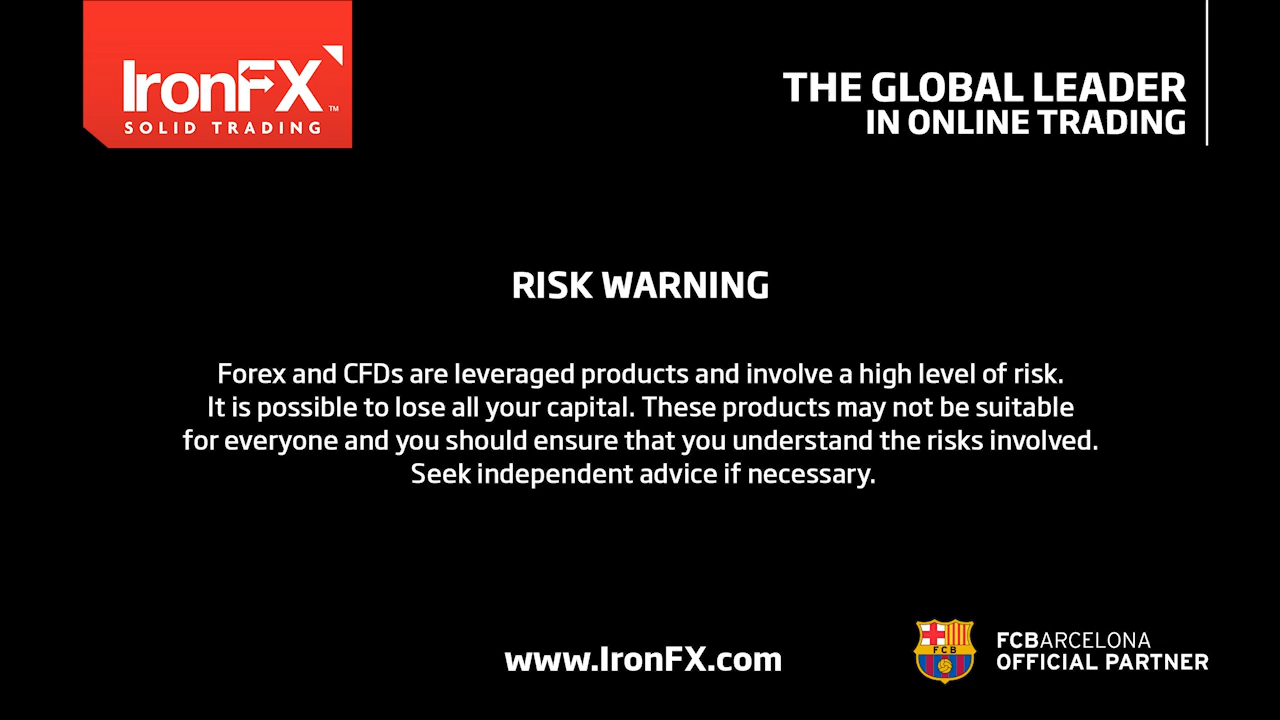 IronFX™
SOLID TRADING
THE GLOBAL LEADER
IN ONLINE TRADING
RISK WARNING
Forex and CFDs are leveraged products and involve a high level of risk.
It is possible to lose all your capital. These products may not be suitable
for everyone and you should ensure that you understand the risks involved.
Seek independent advice if necessary.
www.IronFX.com
FCB
FCBARCELONA
OFFICIAL PARTNER